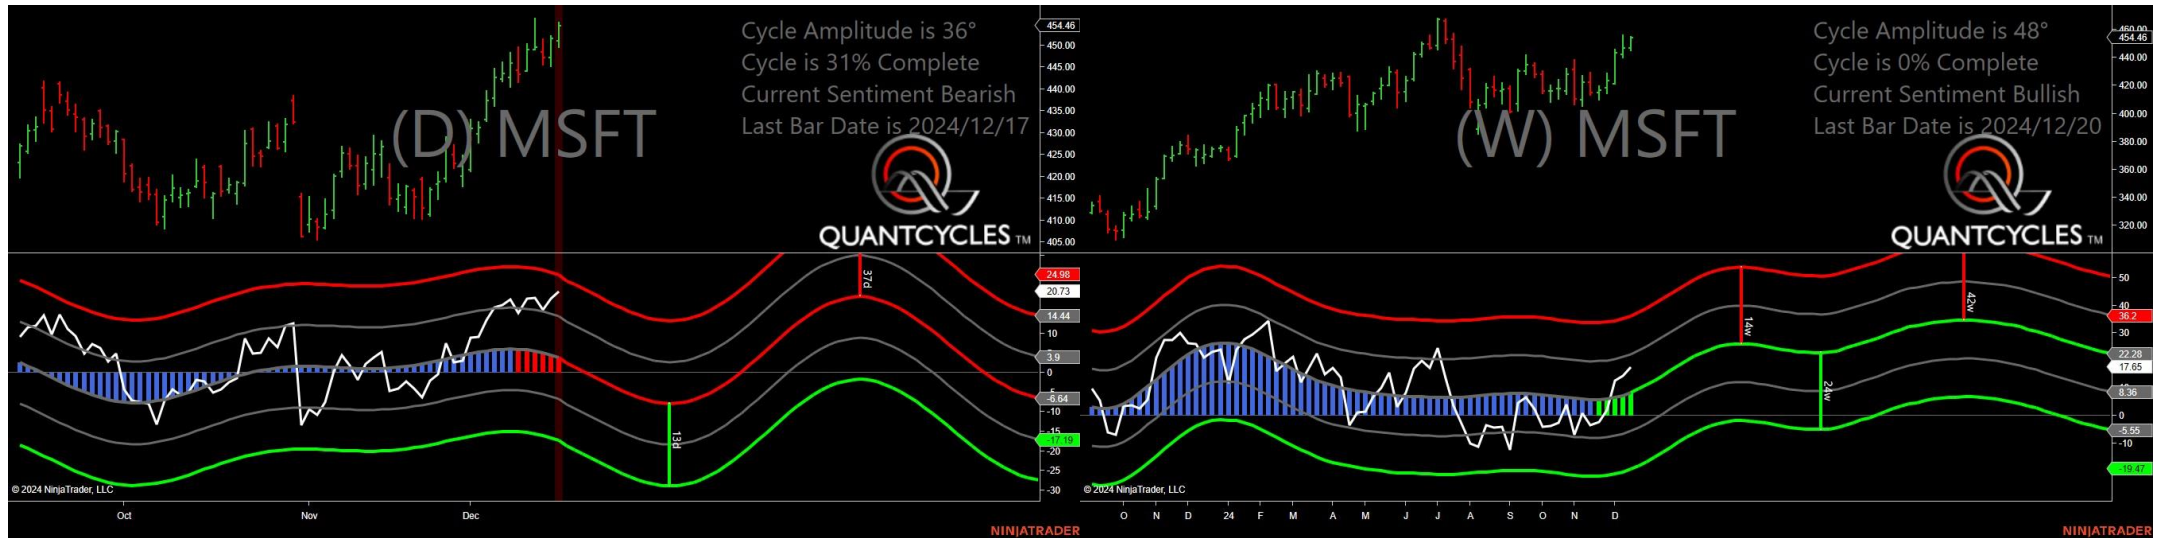 Cycle Amplitude is 36°
Cycle is 31% Complete
Current Sentiment Bearish
Last Bar Date is 2024/12/17
(D) MSFT
QUANTCYCLES TM
454.46
450.00
445.00
440.00
435.00
430.00
425.00
420.00
415.00
410.00
405.00
24.98
20.73
14.44
10
3.9
0
-5
-6.64
-10
-15
-17.19
-20
-25
-30
37d
13d
© 2024 NinjaTrader, LLC
Oct Nov Dec
NINJATRADER
Cycle Amplitude is 48°
Cycle is 0% Complete
Current Sentiment Bullish
Last Bar Date is 2024/12/20
(W) MSFT
QUANTCYCLES TM
460.00
454.46
440.00
420.00
400.00
380.00
360.00
340.00
320.00
50
40
36.2
30
22.28
17.65
8.36
0
-5.55
-10
-19.47
14w
24w
42w
© 2024 NinjaTrader, LLC
O N D 24 F M A M J J A S O N D
NINJATRADER